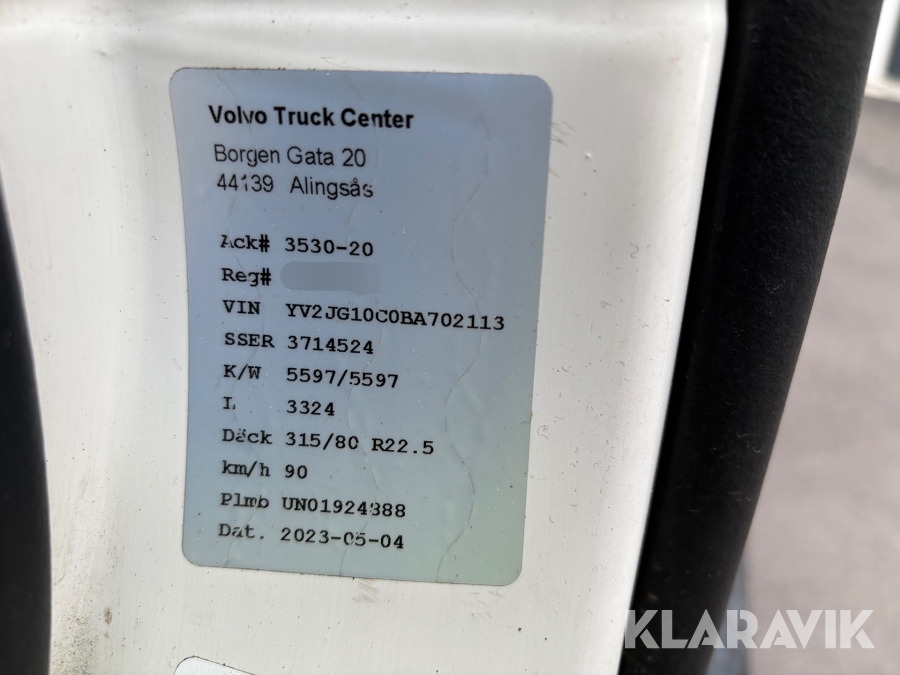 Volvo Truck Center
Borgen Gata 20
44139 Alingsås
Ack# 3530-20
Reg#
VIN YV2JG10C0BA702113
SSER 3714524
K/W 5597/5597
L 3324
Däck 315/80 R22.5
km/h 90
Plmb UN01924888
Dat. 2023-05-04
KLARAVIK